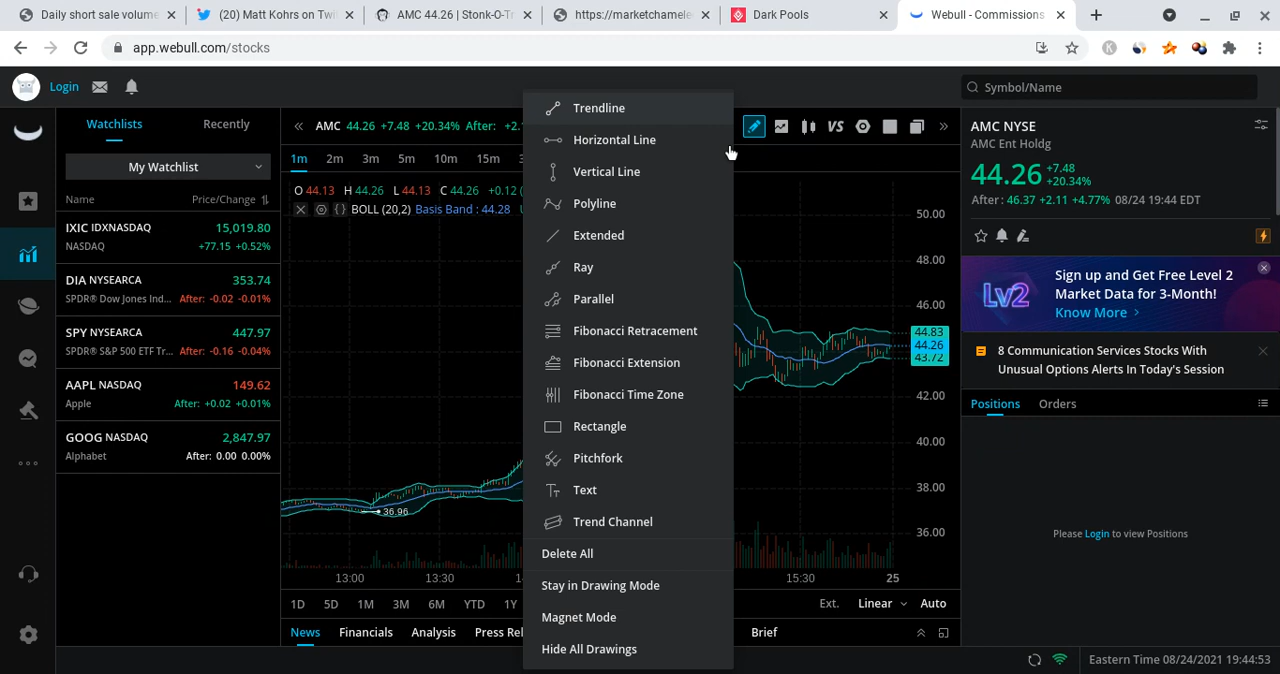 Daily short sale volume
(20) Matt Kohrs on Twi
AMC 44.26 | Stonk-O-Tr
https://marketchamele
Dark Pools
Webull - Commissions
app.webull.com/stocks
K
Login
Symbol/Name
Watchlists
Recently
My Watchlist
Name
Price/Change
IXIC IDXNASDAQ 15,019.80
NASDAQ +77.15 +0.52%
DIA NYSEARCA 353.74
SPDR® Dow Jones Ind... After: -0.02 -0.01%
SPY NYSEARCA 447.97
SPDR® S&P 500 ETF Tr... After: -0.16 -0.04%
AAPL NASDAQ 149.62
Apple After: +0.02 +0.01%
GOOG NASDAQ 2,847.97
Alphabet After: 0.00 0.00%
AMC 44.26 +7.48 +20.34% After: +2.1
VS
1m 2m 3m 5m 10m 15m 3
O 44.13 H 44.26 L 44.13 C 44.26 +0.12 (
BOLL (20,2) Basis Band : 44.28 U
Trendline
Horizontal Line
Vertical Line
Polyline
Extended
Ray
Parallel
Fibonacci Retracement
Fibonacci Extension
Fibonacci Time Zone
Rectangle
Pitchfork
Text
Trend Channel
Delete All
Stay in Drawing Mode
Magnet Mode
Hide All Drawings
50.00
48.00
46.00
44.83
44.26
43.72
42.00
40.00
38.00
36.00
36.96
13:00 13:30 14 15:30 25
1D 5D 1M 3M 6M YTD 1Y
Ext. Linear Auto
News Financials Analysis Press Rel Brief
AMC NYSE
AMC Ent Holdg
44.26 +7.48
+20.34%
After : 46.37 +2.11 +4.77% 08/24 19:44 EDT
Lv2
Sign up and Get Free Level 2
Market Data for 3-Month!
Know More >
8 Communication Services Stocks With
Unusual Options Alerts In Today's Session
Positions Orders
Please Login to view Positions
Eastern Time 08/24/2021 19:44:53